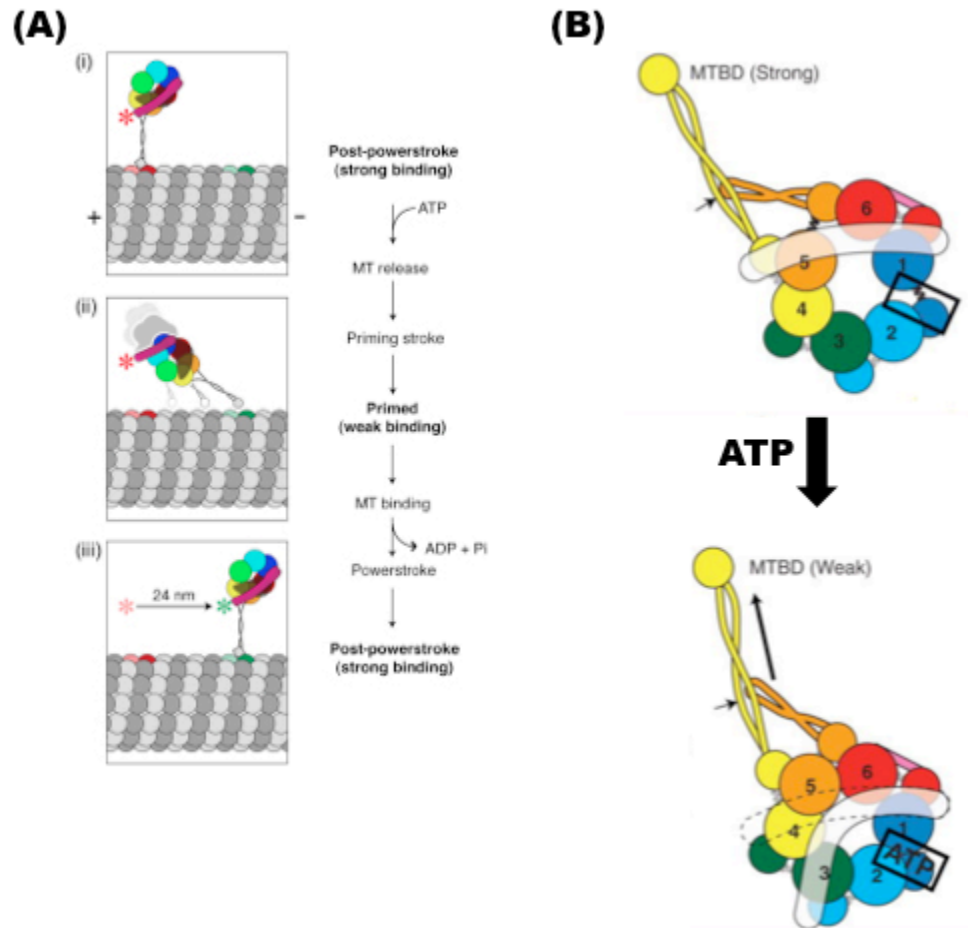 (A)
(i)
+
−
Post-powerstroke
(strong binding)
ATP
MT release
Priming stroke
(ii)
Primed
(weak binding)
MT binding
ADP + Pi
Powerstroke
(iii)
24 nm
Post-powerstroke
(strong binding)
(B)
MTBD (Strong)
6
5
1
4
2
3
ATP
MTBD (Weak)
6
5
4
1
ATP
3
2